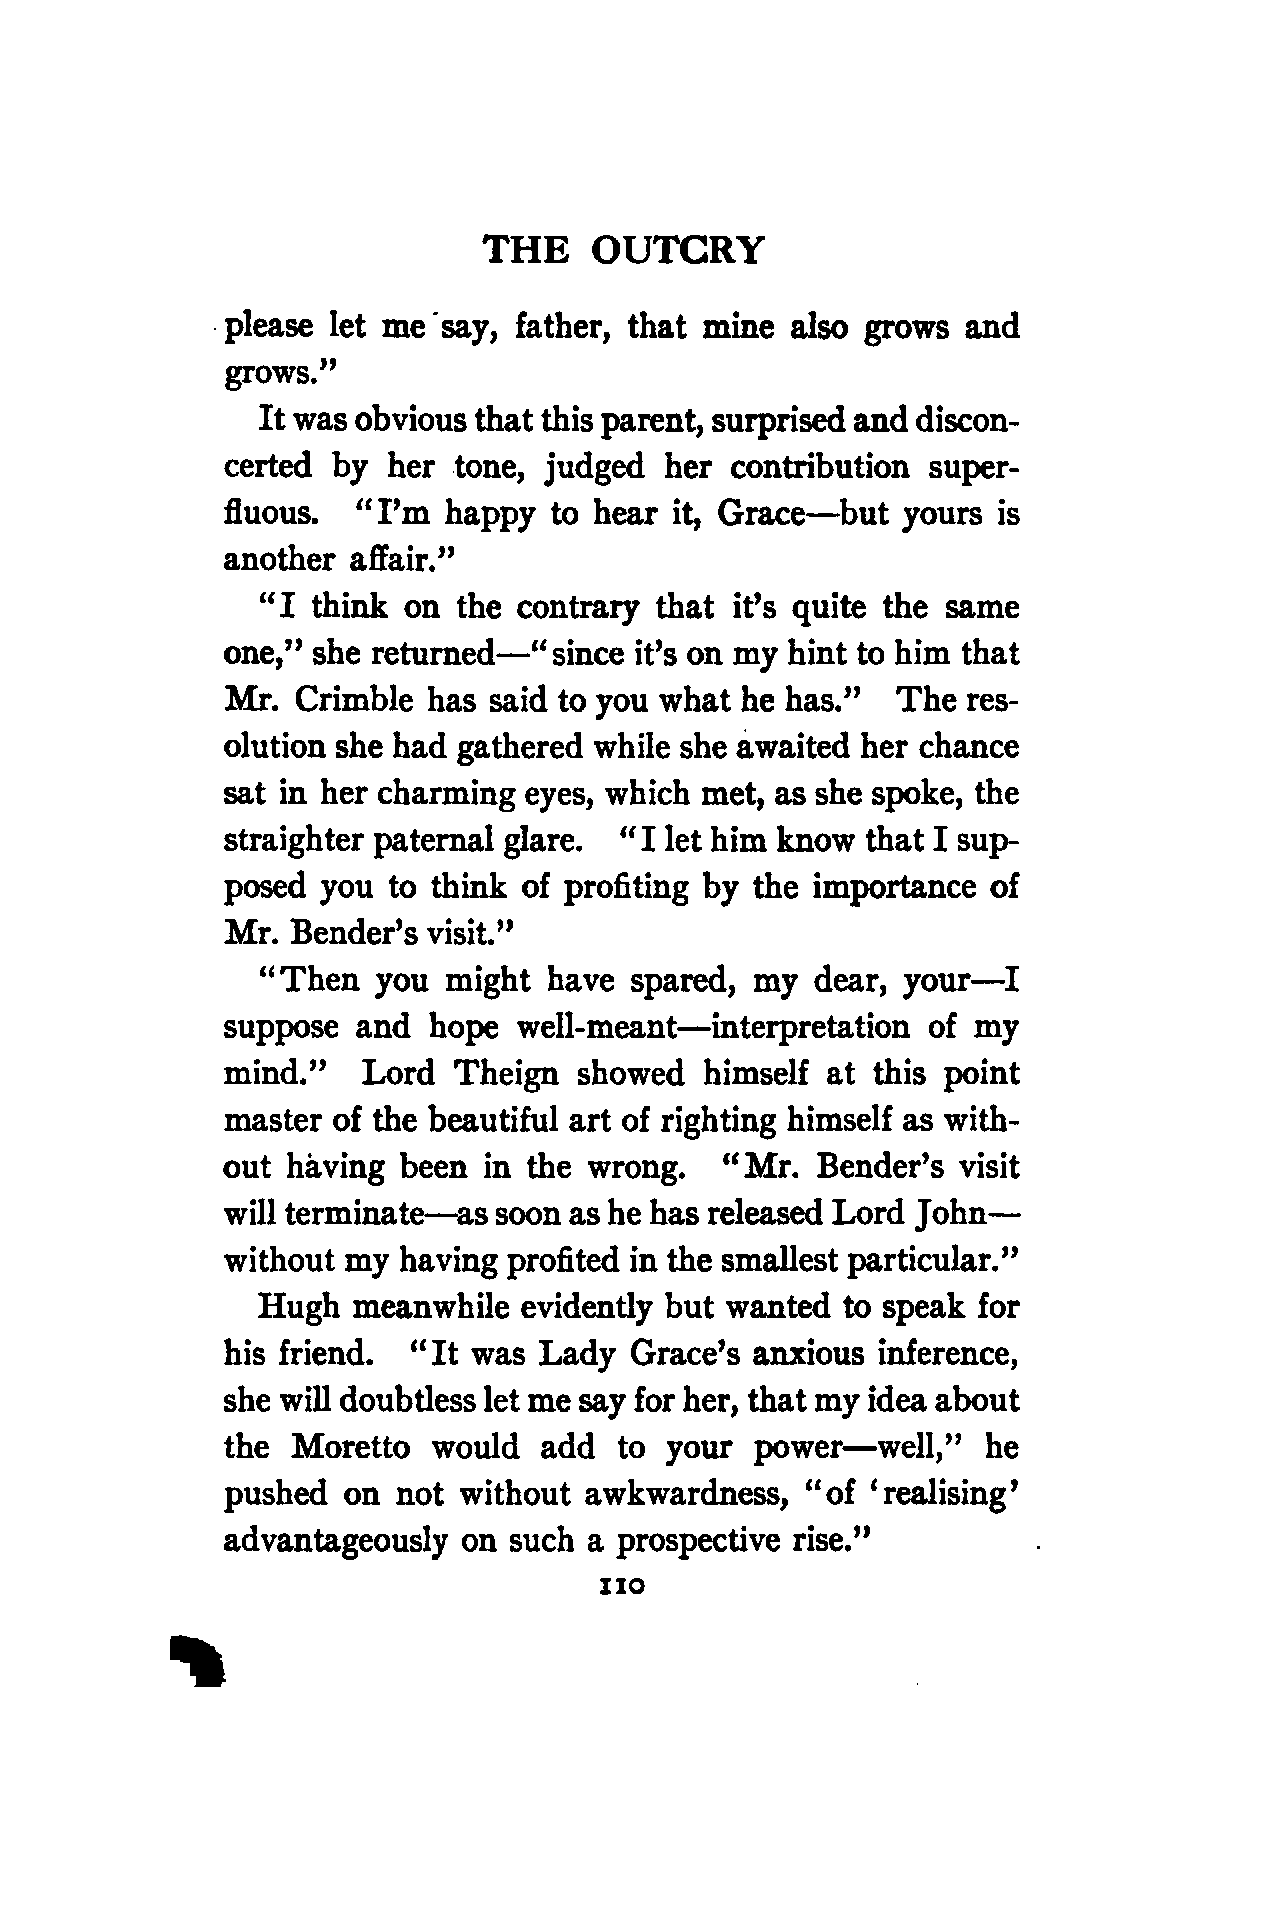 THE OUTCRY
please let me say, father, that mine also grows and
grows."
It was obvious that this parent, surprised and discon-
certed by her tone, judged her contribution super-
fluous. "I'm happy to hear it, Grace—but yours is
another affair."
"I think on the contrary that it's quite the same
one," she returned—"since it's on my hint to him that
Mr. Crimble has said to you what he has." The res-
olution she had gathered while she awaited her chance
sat in her charming eyes, which met, as she spoke, the
straighter paternal glare. "I let him know that I sup-
posed you to think of profiting by the importance of
Mr. Bender's visit."
"Then you might have spared, my dear, your—I
suppose and hope well-meant—interpretation of my
mind." Lord Theign showed himself at this point
master of the beautiful art of righting himself as with-
out having been in the wrong. "Mr. Bender's visit
will terminate—as soon as he has released Lord John—
without my having profited in the smallest particular."
Hugh meanwhile evidently but wanted to speak for
his friend. "It was Lady Grace's anxious inference,
she will doubtless let me say for her, that my idea about
the Moretto would add to your power—well," he
pushed on not without awkwardness, "of 'realising'
advantageously on such a prospective rise."
110